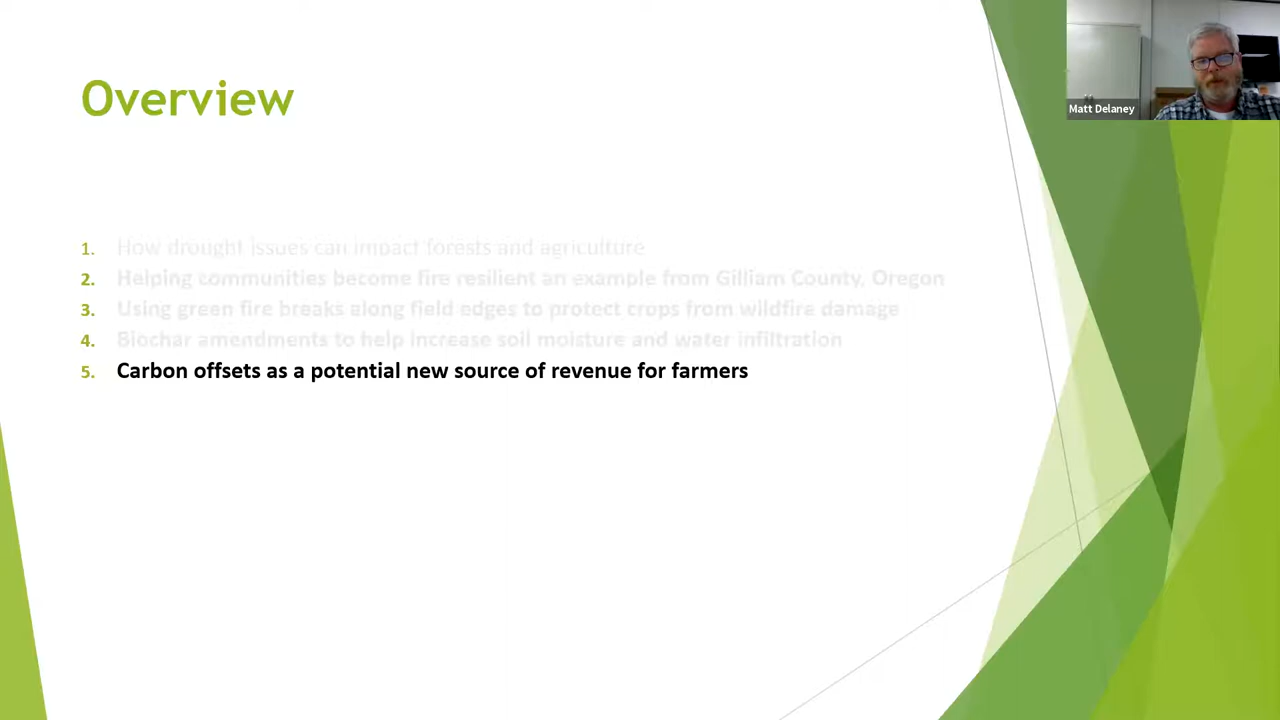 Overview
Matt Delaney
1. How drought issues can impact forests and agriculture
2. Helping communities become fire resilient an example from Gilliam County, Oregon
3. Using green fire breaks along field edges to protect crops from wildfire damage
4. Biochar amendments to help increase soil moisture and water infiltration
5. Carbon offsets as a potential new source of revenue for farmers